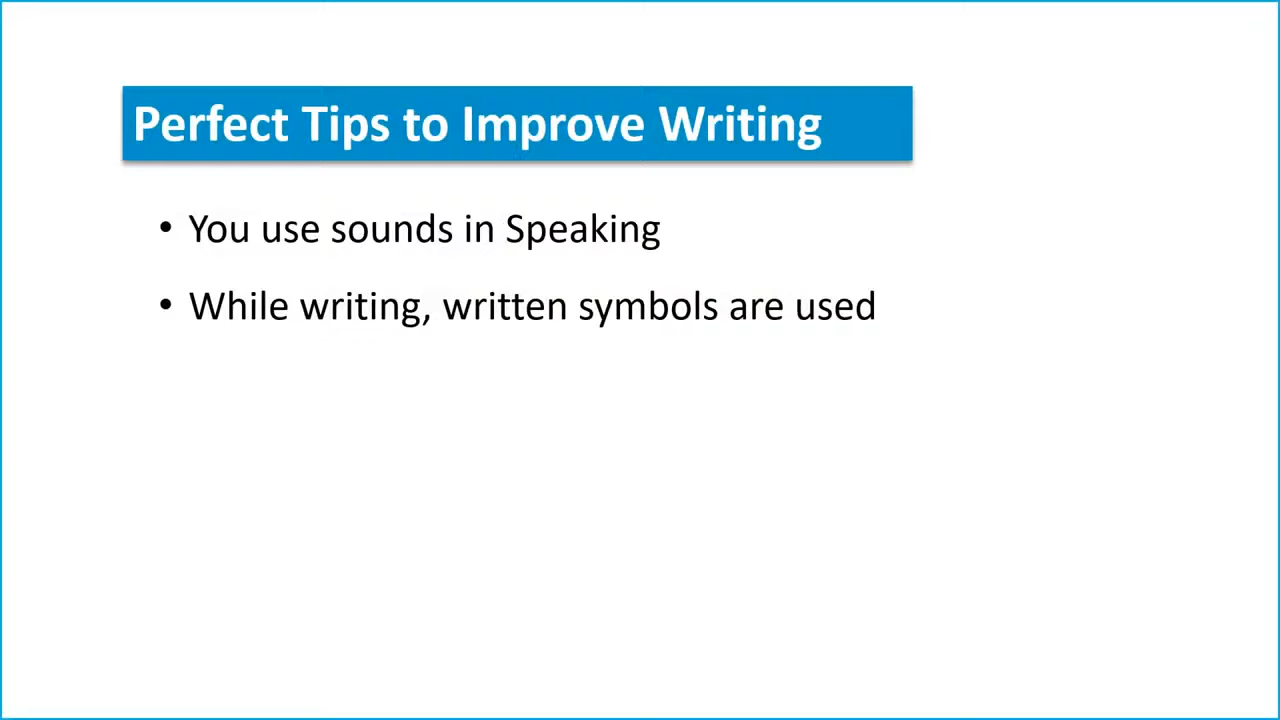 Perfect Tips to Improve Writing
• You use sounds in Speaking
• While writing, written symbols are used